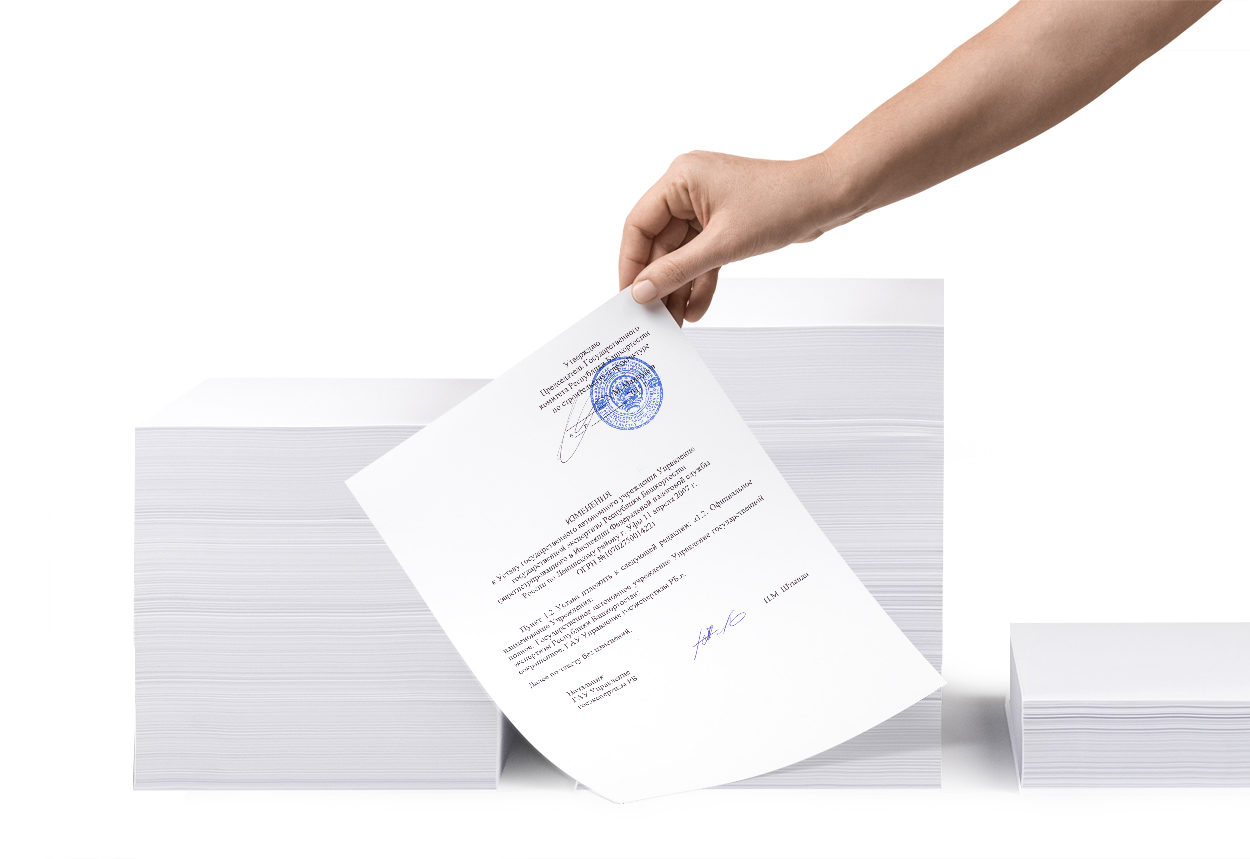 Утверждаю
Председатель Государственного
комитета Республики Башкортостан
по строительству и архитектуре
ИЗМЕНЕНИЯ
к Уставу государственного автономного учреждения Управление
государственной экспертизы Республики Башкортостан
зарегистрированного в Инспекции Федеральной налоговой службы
России по Ленинскому району г. Уфы 11 апреля 2007 г.
ОГРН №1070275001422
Пункт 1.2 Устава изложить в следующей редакции: «1.2. Официальное
наименование Учреждения:
полное, Государственное автономное учреждение Управление государственной
экспертизы Республики Башкортостан;
сокращенное, ГАУ Управление госэкспертизы РБ.».
Далее по тексту без изменений.
Начальник
ГАУ Управление
госэкспертизы РБ